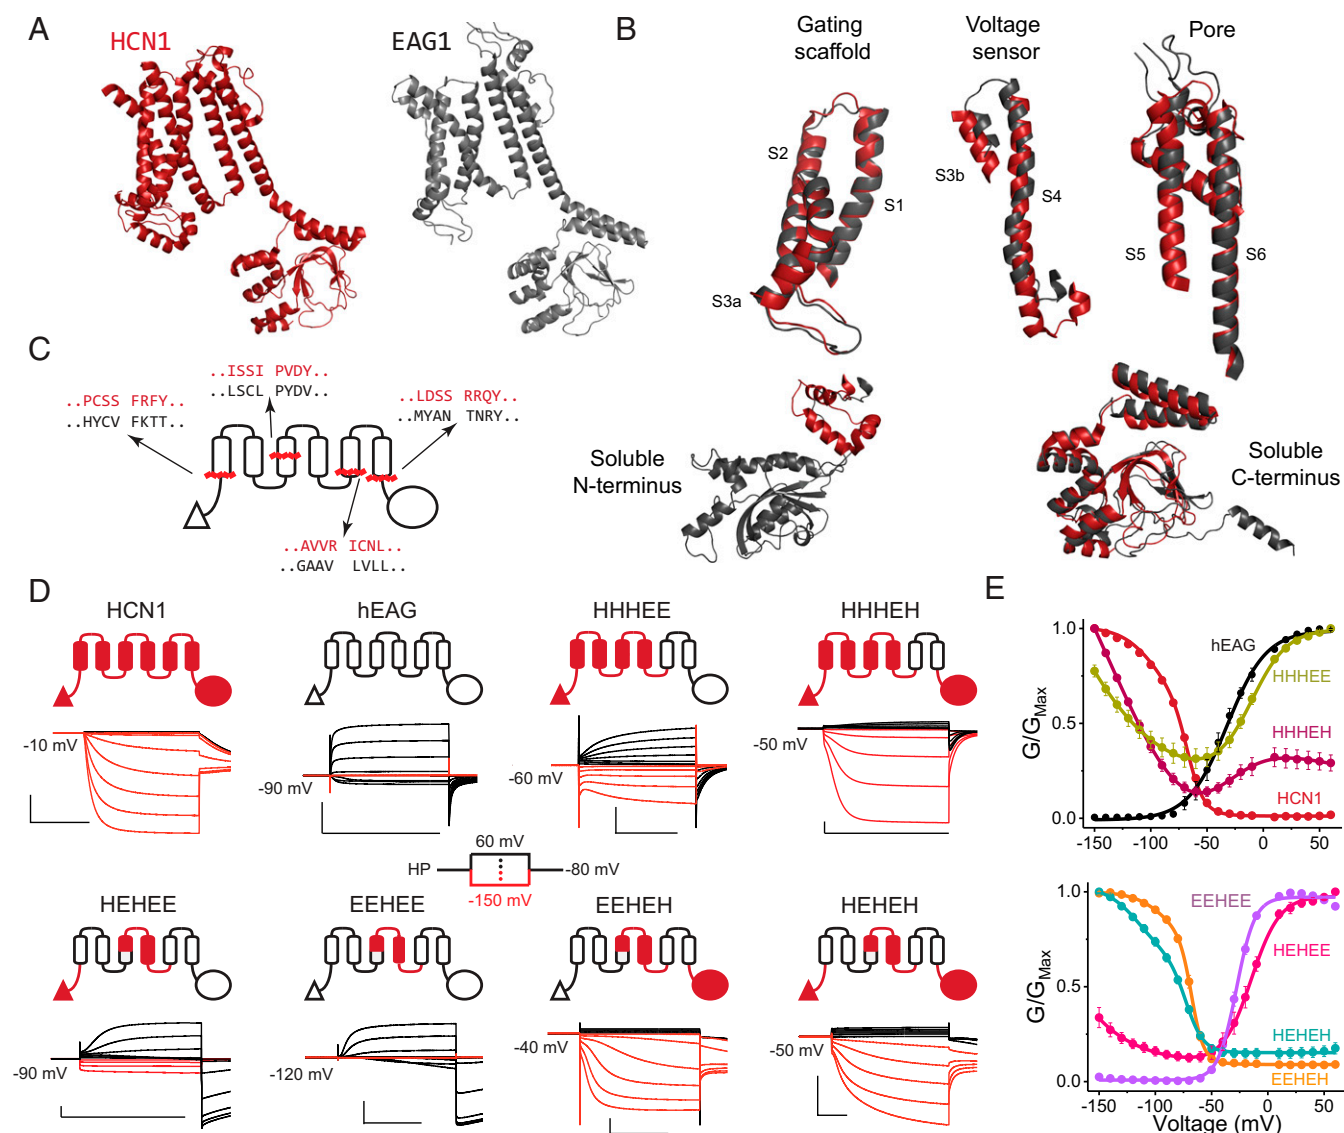 A
HCN1
EAG1
B
Gating
scaffold
Voltage
sensor
Pore
S2
S1
S3a
S3b
S4
S5
S6
Soluble
N-terminus
Soluble
C-terminus
C
..PCSS FRFY..
..HYCV FKTT..
..ISSI PVDY..
..LSCL PYDV..
..LDSS RRQY..
..MYAN TNRY..
..AVVR ICNL..
..GAAV LVLL..
D
HCN1
hEAG
HHHEE
HHHEH
-10 mV
-90 mV
-60 mV
-50 mV
HP
60 mV
-80 mV
-150 mV
HEHEE
EEHEE
EEHEH
HEHEH
-90 mV
-120 mV
-40 mV
-50 mV
E
G/GMax
1.0
0.5
0.0
-150
-100
-50
0
50
hEAG
HHHEE
HHHEH
HCN1
G/GMax
1.0
0.5
0.0
-150
-100
-50
0
50
EEHEE
HEHEE
HEHEH
EEHEH
Voltage (mV)